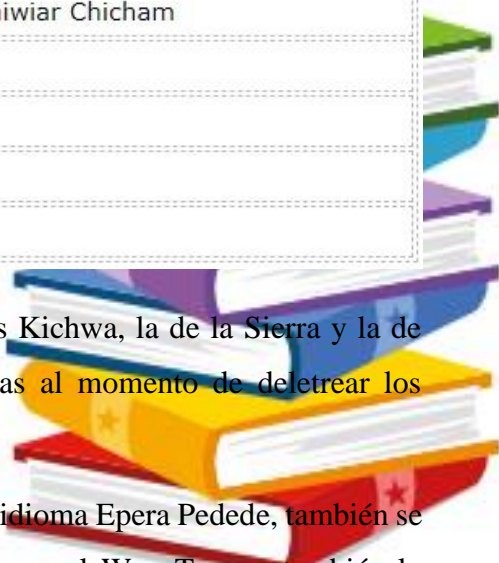 Chicham
s Kichwa, la de la Sierra y la de
as al momento de deletrear los
idioma Epera Pedede, también se